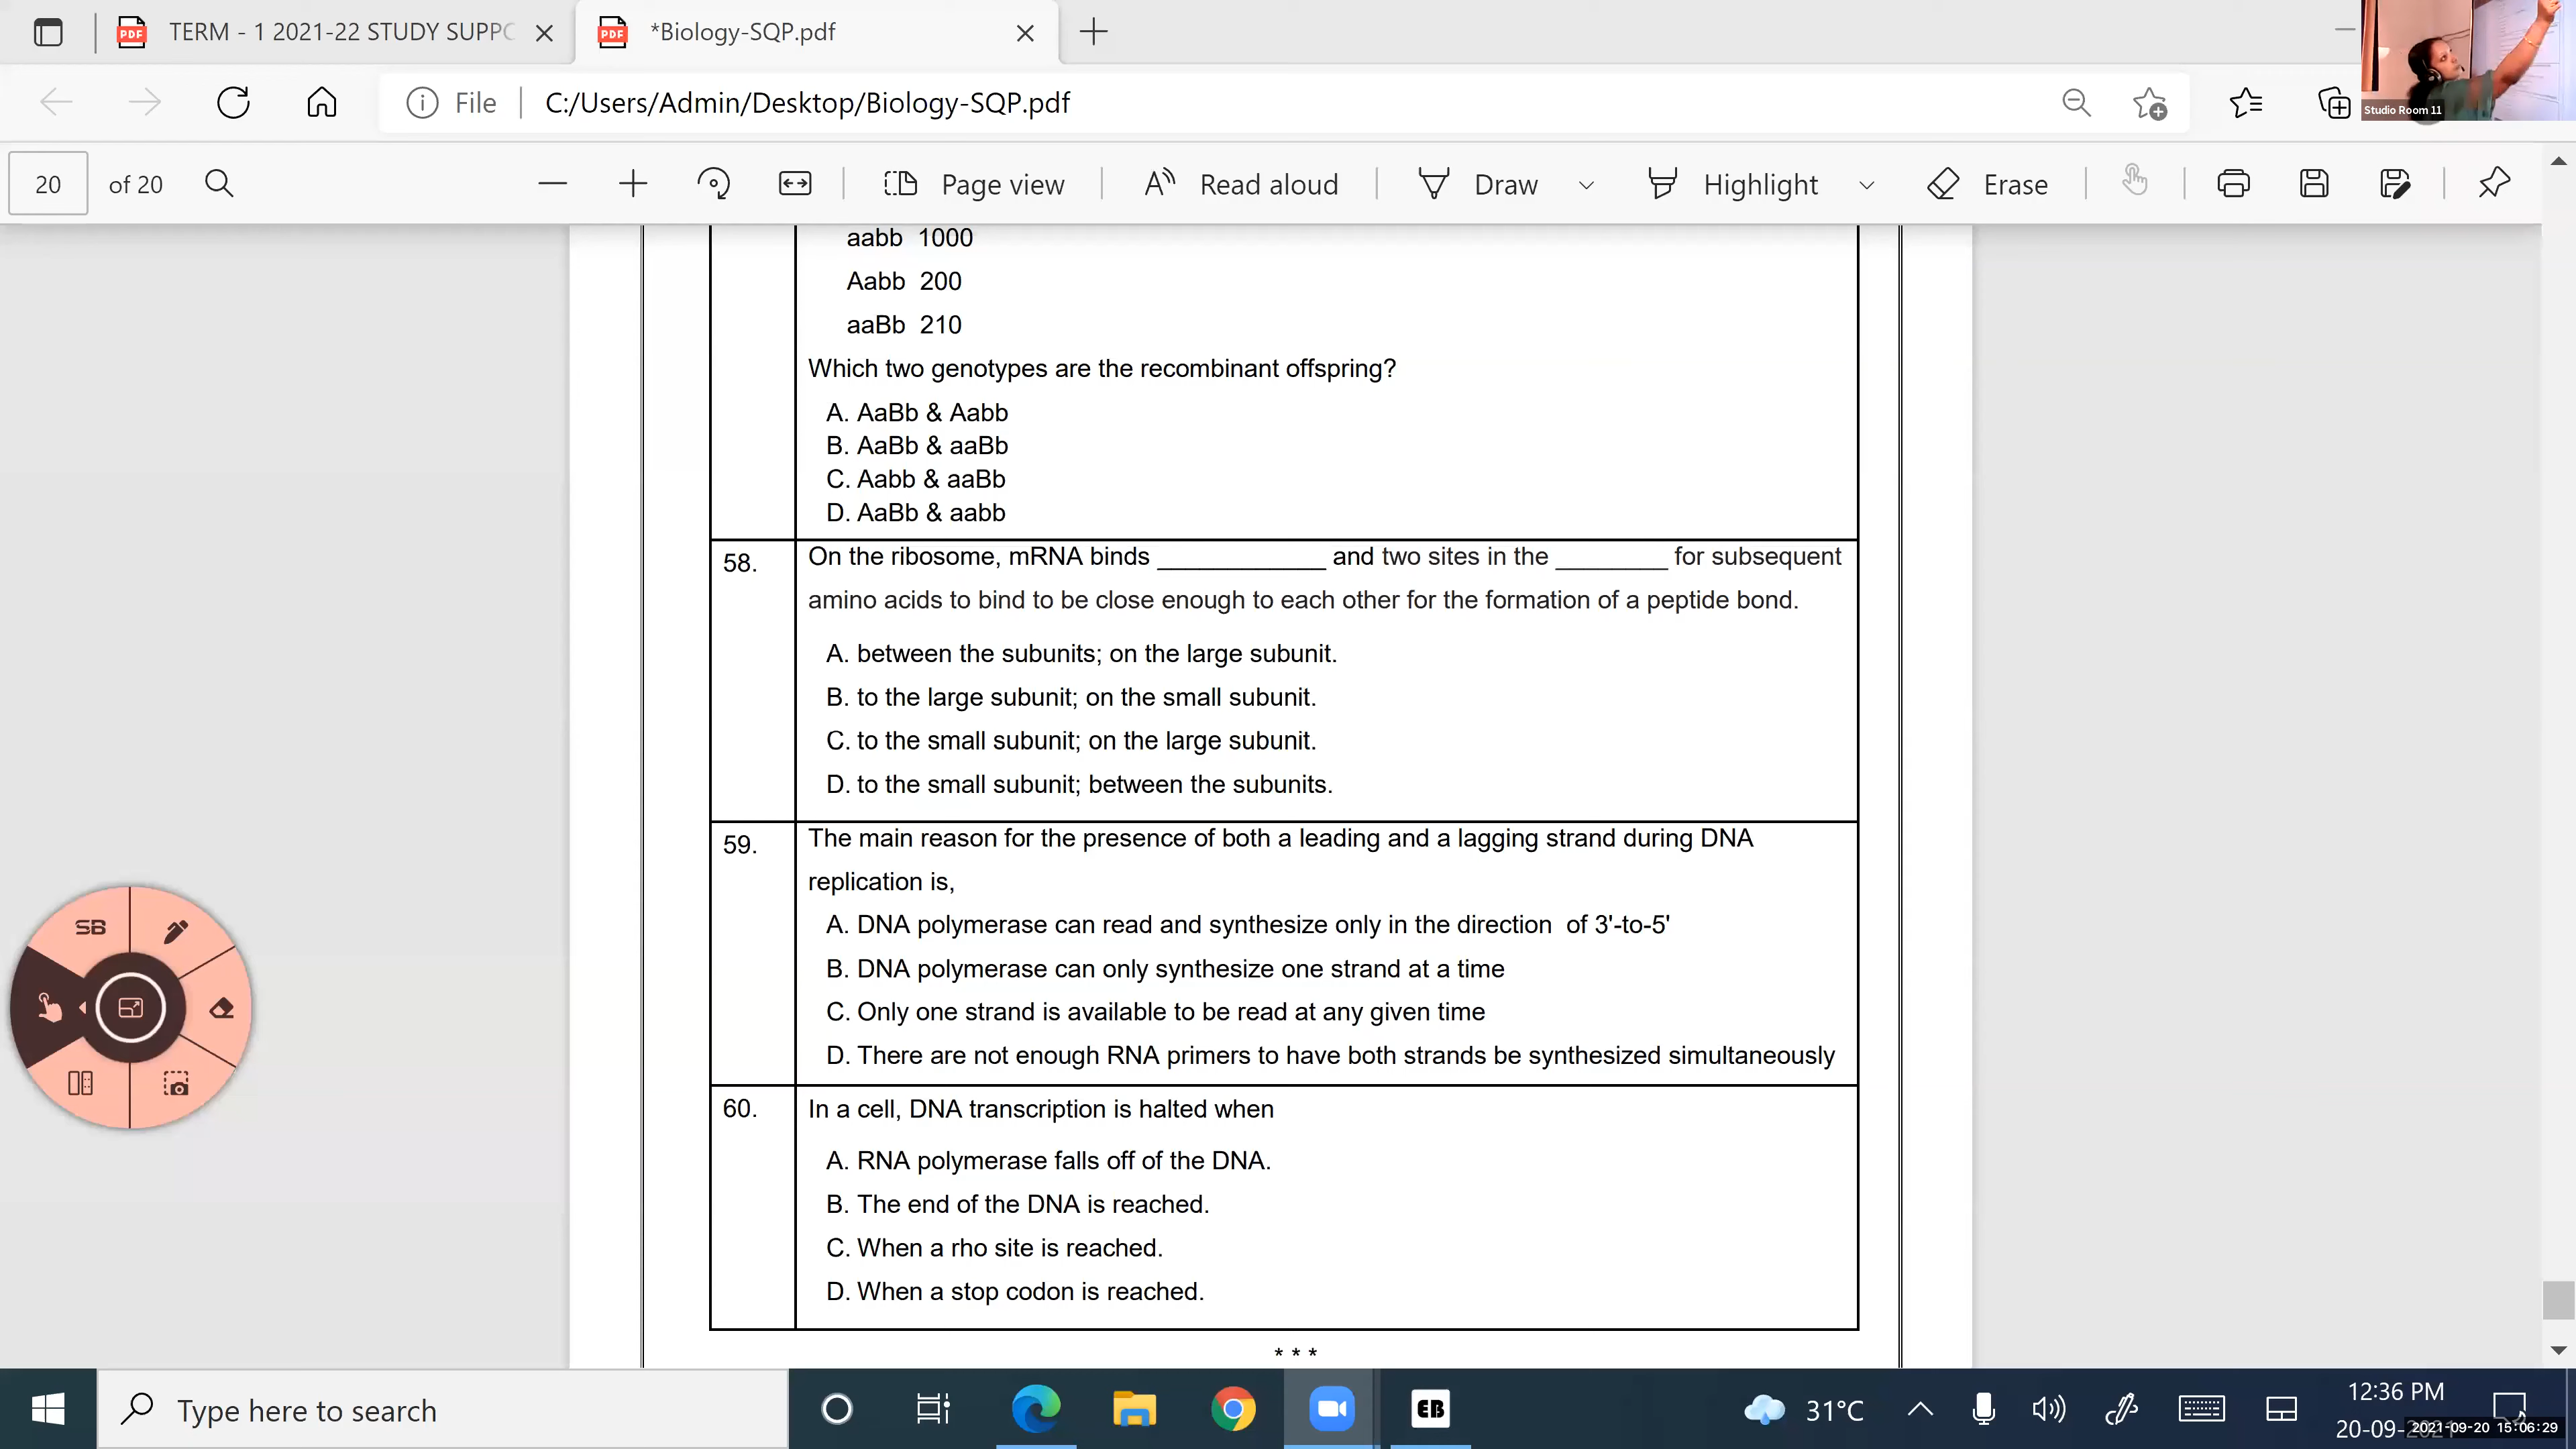 TERM - 1 2021-22 STUDY SUPPO
*Biology-SQP.pdf
File
C:/Users/Admin/Desktop/Biology-SQP.pdf
Studio Room 11
20 of 20
Page view
Read aloud
Draw
Highlight
Erase
aabb 1000
Aabb 200
aaBb 210
Which two genotypes are the recombinant offspring?
A. AaBb & Aabb
B. AaBb & aaBb
C. Aabb & aaBb
D. AaBb & aabb
58. On the ribosome, mRNA binds ____________ and two sites in the ________ for subsequent
amino acids to bind to be close enough to each other for the formation of a peptide bond.
A. between the subunits; on the large subunit.
B. to the large subunit; on the small subunit.
C. to the small subunit; on the large subunit.
D. to the small subunit; between the subunits.
59. The main reason for the presence of both a leading and a lagging strand during DNA
replication is,
A. DNA polymerase can read and synthesize only in the direction of 3'-to-5'
B. DNA polymerase can only synthesize one strand at a time
C. Only one strand is available to be read at any given time
D. There are not enough RNA primers to have both strands be synthesized simultaneously
60. In a cell, DNA transcription is halted when
A. RNA polymerase falls off of the DNA.
B. The end of the DNA is reached.
C. When a rho site is reached.
D. When a stop codon is reached.
* * *
SB
Type here to search
EB
31°C
12:36 PM
20-09-
2021-09-20 15:06:29